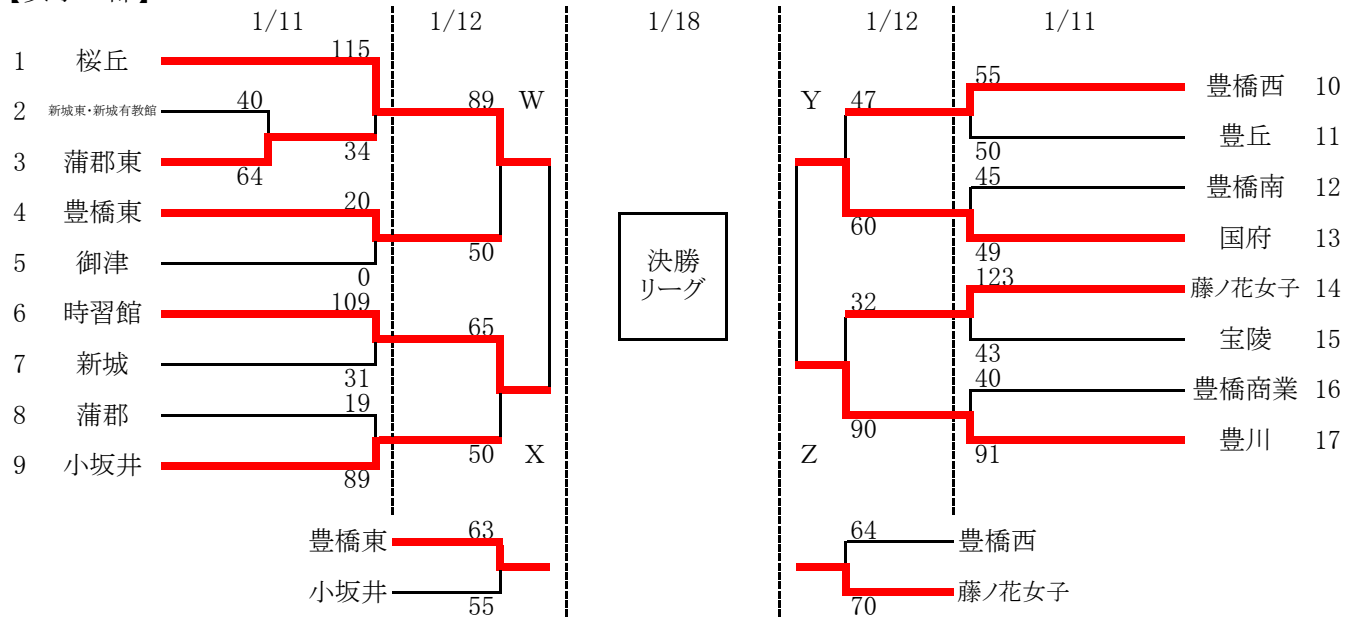 1/11 1/12 1/18 1/12 1/11
1 桜丘 115
2 新城東・新城有教館 40
3 蒲郡東 64
34
4 豊橋東 20
5 御津 0
6 時習館 109
7 新城 31
8 蒲郡 19
9 小坂井 89
89 W
50
65
50 X
決勝
リーグ
Y 47
60
32
Z 90
55 豊橋西 10
50 豊丘 11
45 豊橋南 12
49 国府 13
123 藤ノ花女子 14
43 宝陵 15
40 豊橋商業 16
91 豊川 17
豊橋東 63
小坂井 55
64 豊橋西
70 藤ノ花女子